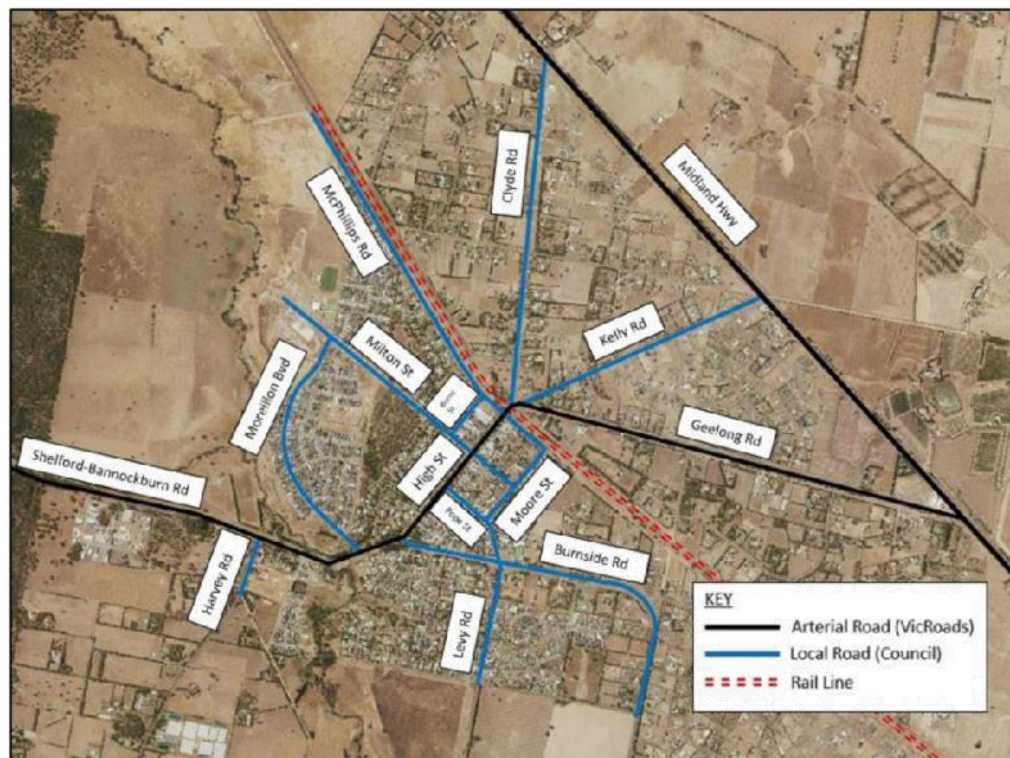 McPhillips Rd
Clyde Rd
Midland Hwy
Kelly Rd
Milton St
Morelllon Bvd
High St
Geelong Rd
Shelford-Bannockburn Rd
Pope St
Moore St
Harvey Rd
Burnside Rd
Levy Rd
KEY
Arterial Road (VicRoads)
Local Road (Council)
Rail Line